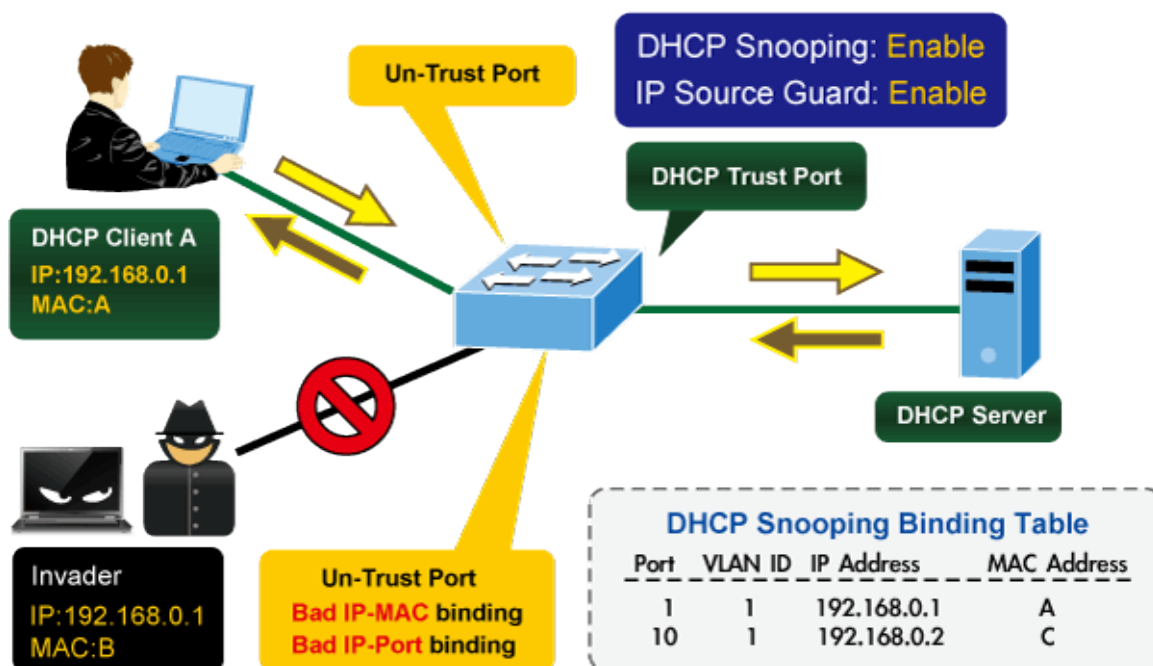 Un-Trust Port
DHCP Snooping: Enable
IP Source Guard: Enable
DHCP Trust Port
DHCP Client A
IP:192.168.0.1
MAC:A
DHCP Server
Invader
IP:192.168.0.1
MAC:B
Un-Trust Port
Bad IP-MAC binding
Bad IP-Port binding
DHCP Snooping Binding Table
Port VLAN ID IP Address MAC Address
1 1 192.168.0.1 A
10 1 192.168.0.2 C